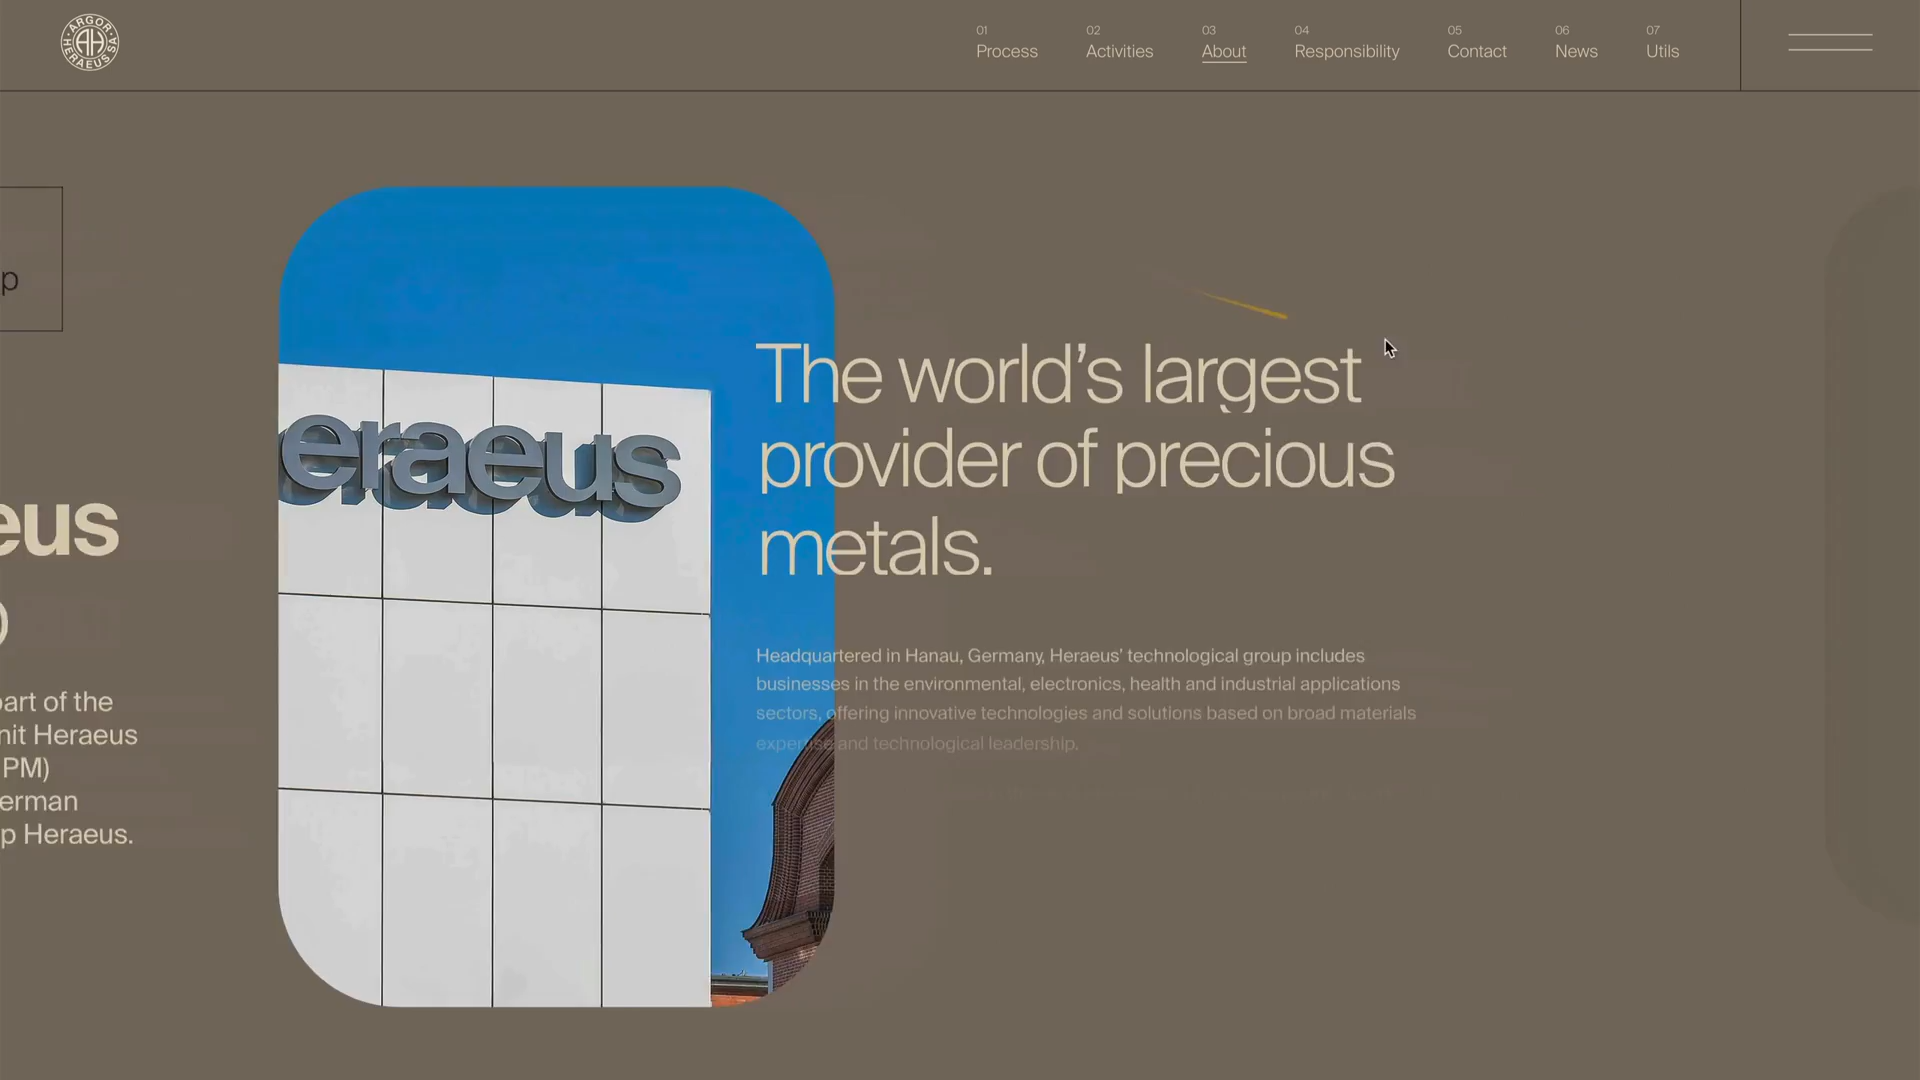 ARGOR
HERAEUS SA
AH
01
Process
02
Activities
03
About
04
Responsibility
05
Contact
06
News
07
Utils
p
eus
)
part of the
nit Heraeus
PM)
erman
p Heraeus.
eraeus
The world’s largest
provider of precious
metals.
Headquartered in Hanau, Germany, Heraeus’ technological group includes
businesses in the environmental, electronics, health and industrial applications
sectors, offering innovative technologies and solutions based on broad materials
expertise and technological leadership.